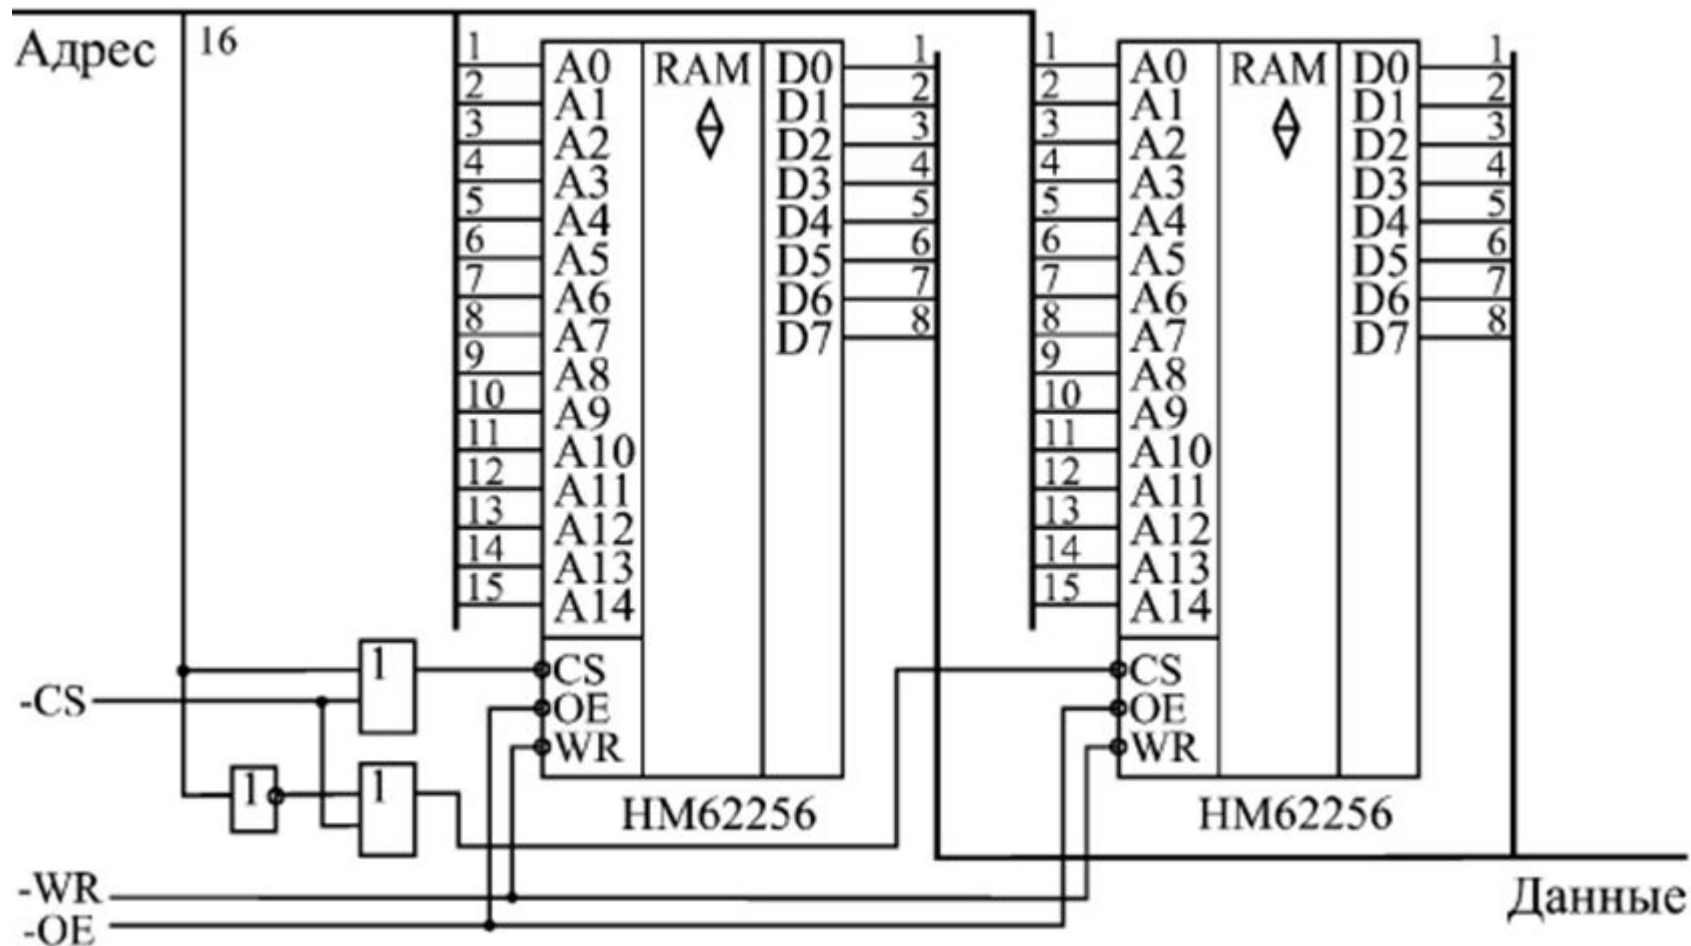 Адрес
16
1
2
3
4
5
6
7
8
9
10
11
12
13
14
15
A0
A1
A2
A3
A4
A5
A6
A7
A8
A9
A10
A11
A12
A13
A14
CS
OE
WR
RAM
D0
D1
D2
D3
D4
D5
D6
D7
1
2
3
4
5
6
7
8
HM62256
1
2
3
4
5
6
7
8
9
10
11
12
13
14
15
A0
A1
A2
A3
A4
A5
A6
A7
A8
A9
A10
A11
A12
A13
A14
CS
OE
WR
RAM
D0
D1
D2
D3
D4
D5
D6
D7
1
2
3
4
5
6
7
8
HM62256
1
-CS
1
1
-WR
-OE
Данные